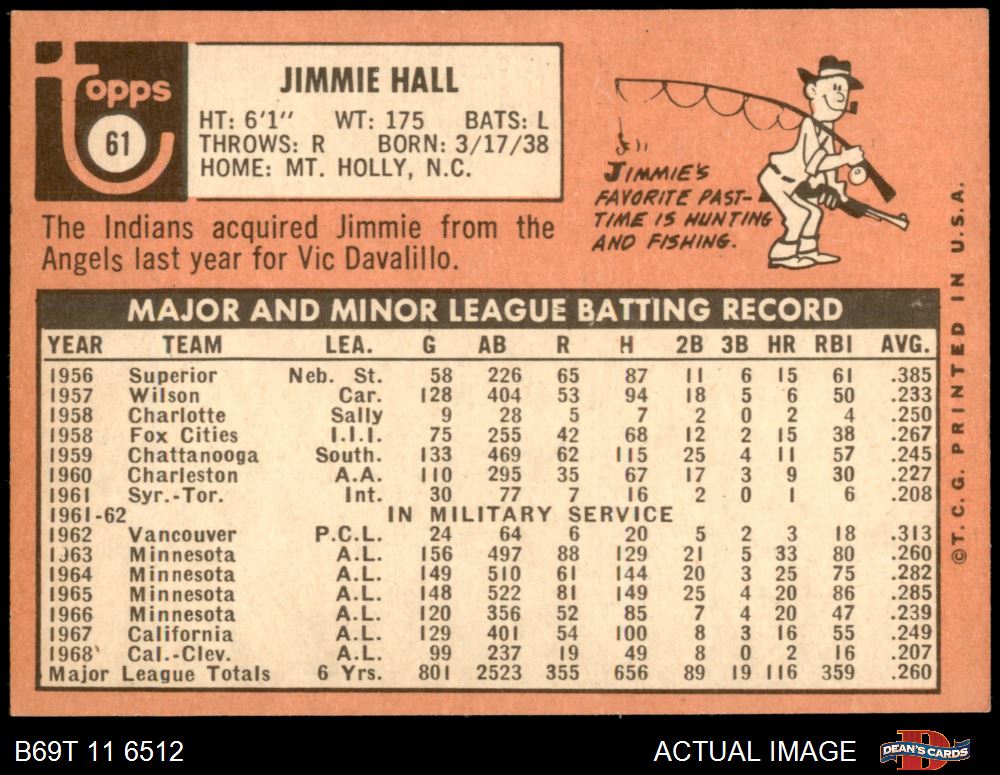 Topps
61
JIMMIE HALL
HT: 6'1" WT: 175 BATS: L
THROWS: R BORN: 3/17/38
HOME: MT. HOLLY, N.C.
JIMMIE'S
FAVORITE PAST-
TIME IS HUNTING
AND FISHING.
The Indians acquired Jimmie from the
Angels last year for Vic Davalillo.
MAJOR AND MINOR LEAGUE BATTING RECORD
YEAR TEAM LEA. G AB R H 2B 3B HR RBI AVG.
1956 Superior Neb. St. 58 226 65 87 11 6 15 61 .385
1957 Wilson Car. 128 404 53 94 18 5 6 50 .233
1958 Charlotte Sally 9 28 5 7 2 0 2 4 .250
1958 Fox Cities I.I.I. 75 255 42 68 12 2 15 38 .267
1959 Chattanooga South. 133 469 62 115 25 4 11 57 .245
1960 Charleston A.A. 110 295 35 67 17 3 9 30 .227
1961 Syr.-Tor. Int. 30 77 7 16 2 0 1 6 .208
1961-62 IN MILITARY SERVICE
1962 Vancouver P.C.L. 24 64 6 20 5 2 3 18 .313
1963 Minnesota A.L. 156 497 88 129 21 5 33 80 .260
1964 Minnesota A.L. 149 510 61 144 20 3 25 75 .282
1965 Minnesota A.L. 148 522 81 149 25 4 20 86 .285
1966 Minnesota A.L. 120 356 52 85 7 4 20 47 .239
1967 California A.L. 129 401 54 100 8 3 16 55 .249
1968 Cal.-Clev. A.L. 99 237 19 49 8 0 2 16 .207
Major League Totals 6 Yrs. 801 2523 355 656 89 19 116 359 .260
©T.C.G. PRINTED IN U.S.A.
B69T 11 6512
ACTUAL IMAGE
DEAN'S CARDS